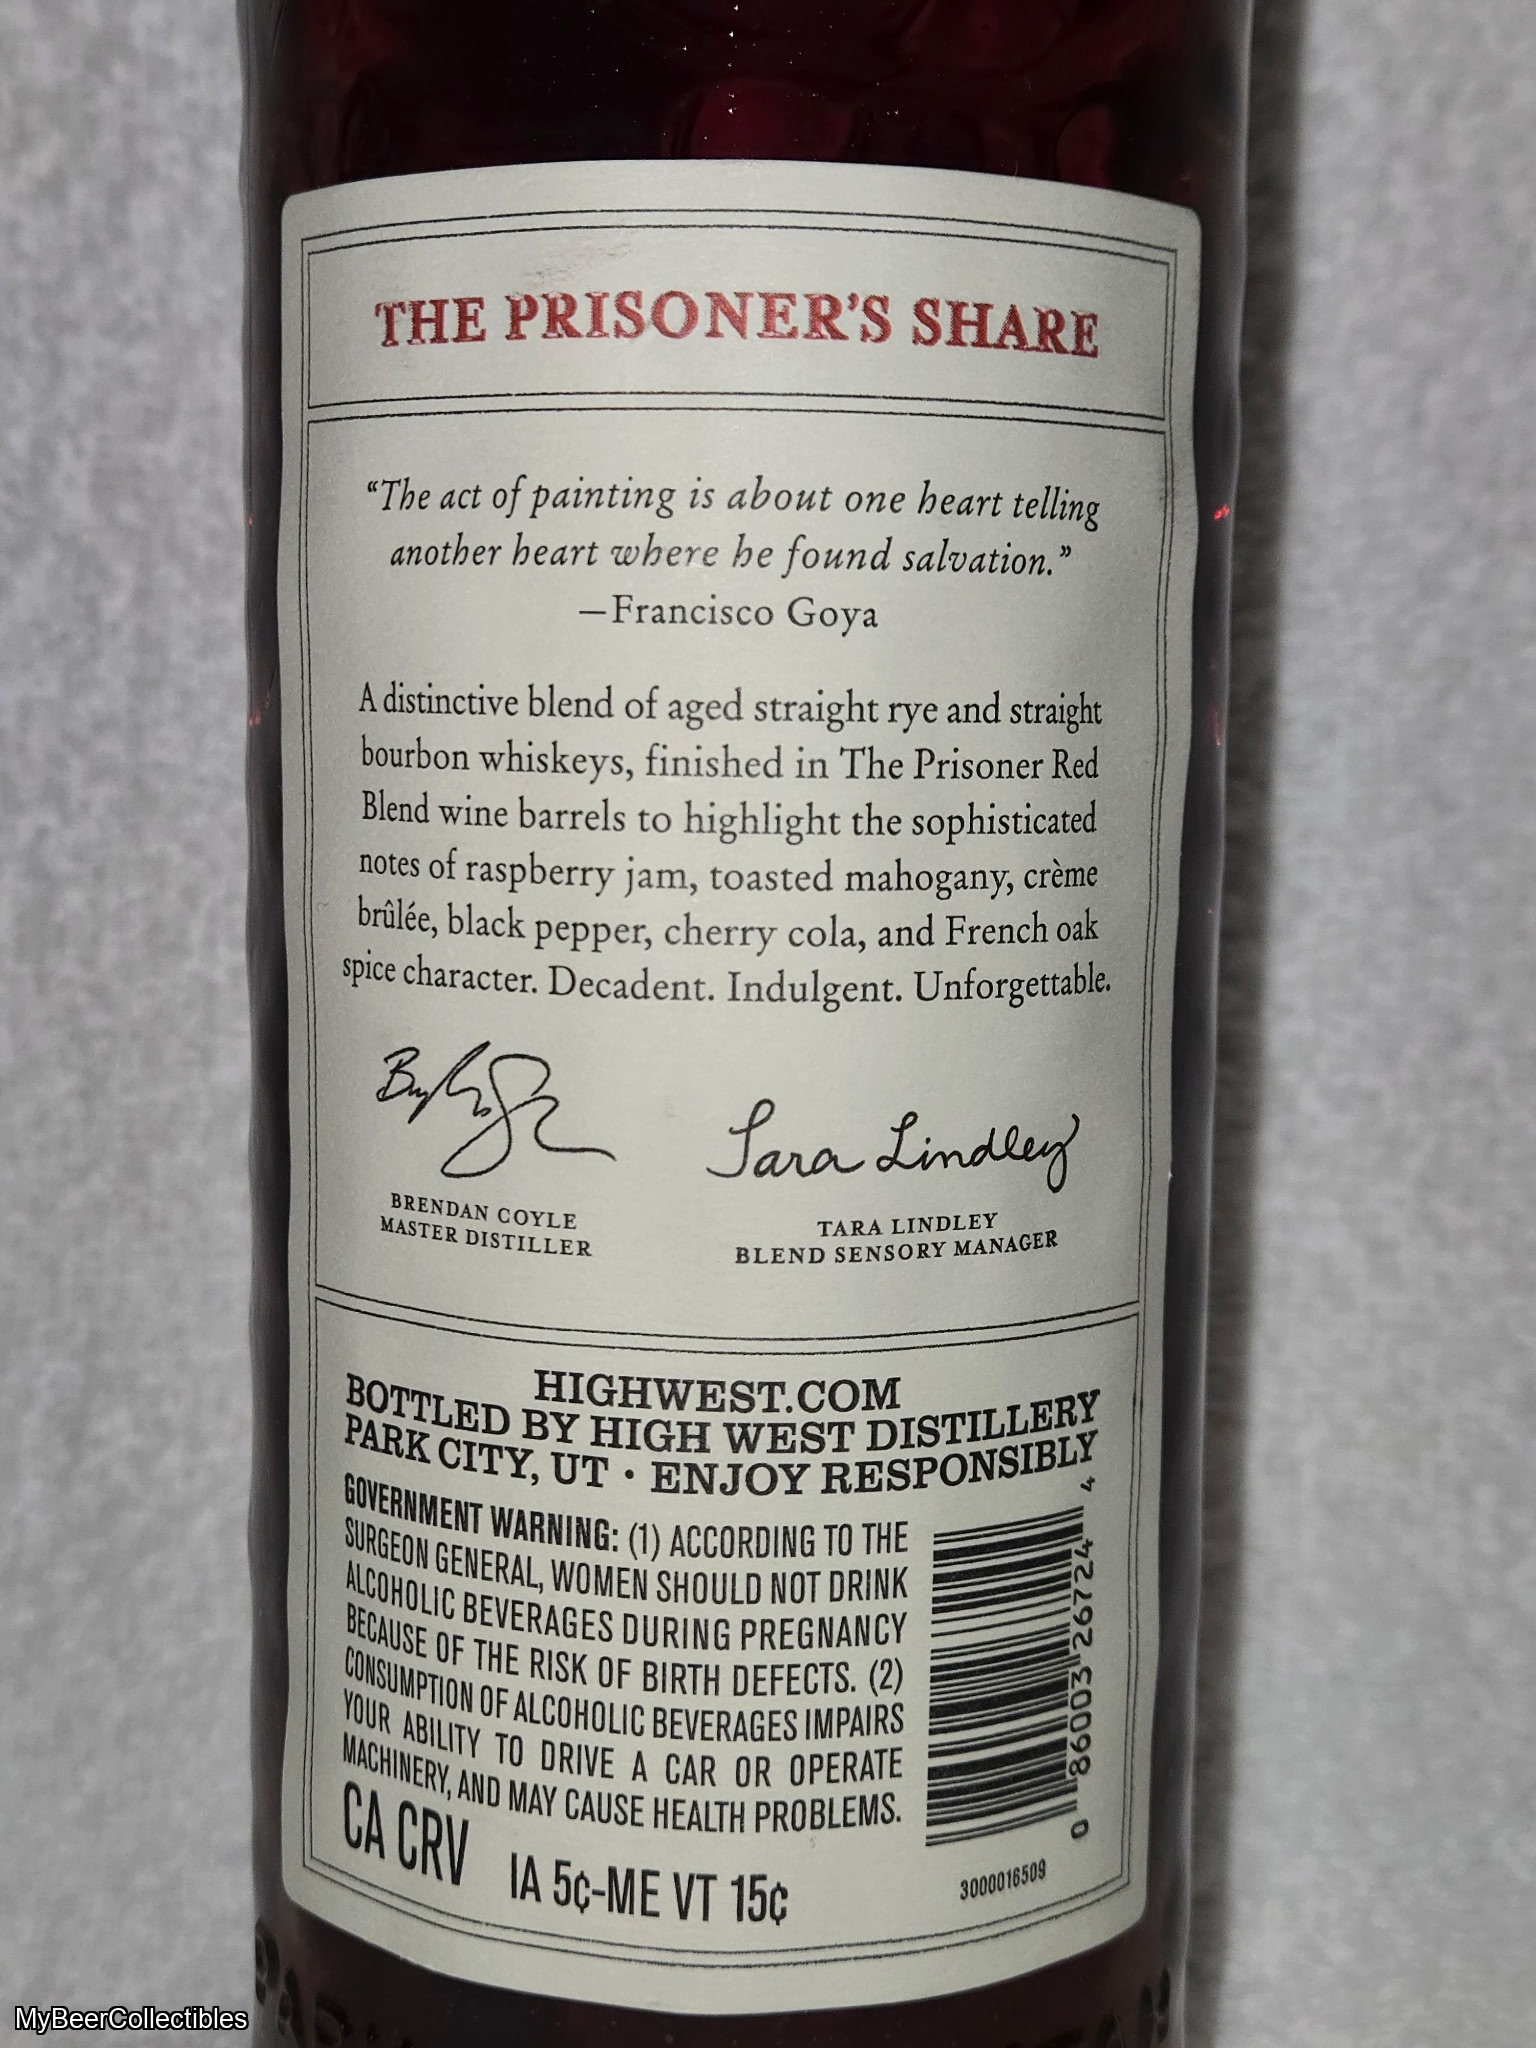 THE PRISONER'S SHARE
“The act of painting is about one heart telling
another heart where he found salvation.”
—Francisco Goya
A distinctive blend of aged straight rye and straight
bourbon whiskeys, finished in The Prisoner Red
Blend wine barrels to highlight the sophisticated
notes of raspberry jam, toasted mahogany, crème
brûlée, black pepper, cherry cola, and French oak
spice character. Decadent. Indulgent. Unforgettable.
Tara Lindley
BRENDAN COYLE
MASTER DISTILLER
TARA LINDLEY
BLEND SENSORY MANAGER
HIGHWEST.COM
BOTTLED BY HIGH WEST DISTILLERY
PARK CITY, UT · ENJOY RESPONSIBLY
GOVERNMENT WARNING: (1) ACCORDING TO THE
SURGEON GENERAL, WOMEN SHOULD NOT DRINK
ALCOHOLIC BEVERAGES DURING PREGNANCY
BECAUSE OF THE RISK OF BIRTH DEFECTS. (2)
CONSUMPTION OF ALCOHOLIC BEVERAGES IMPAIRS
YOUR ABILITY TO DRIVE A CAR OR OPERATE
MACHINERY, AND MAY CAUSE HEALTH PROBLEMS.
CA CRV
IA 5¢-ME VT 15¢
0 86003 26724 4
3000016509
MyBeerCollectibles